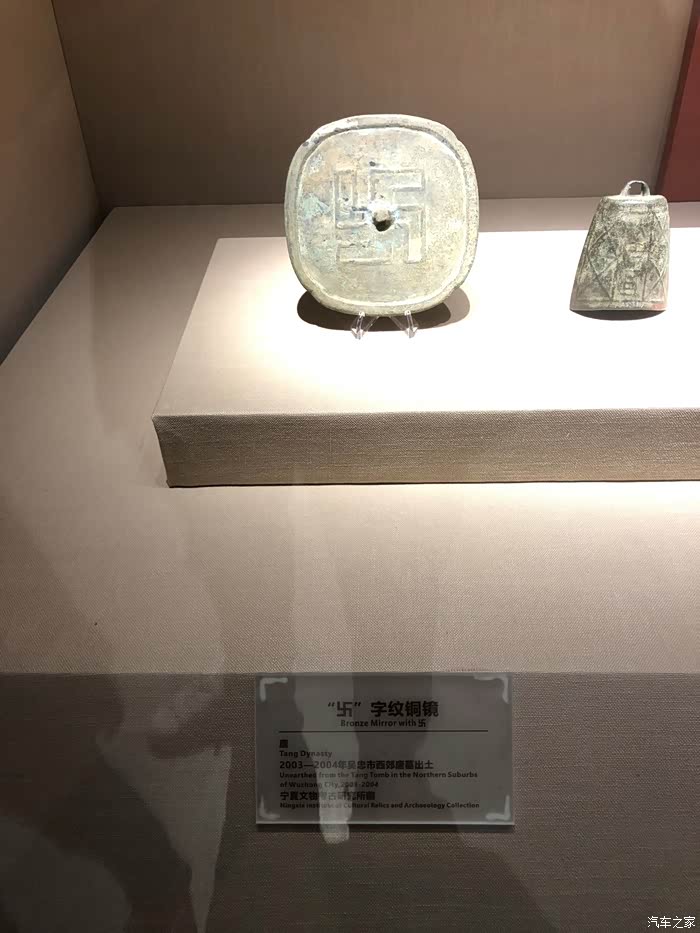 “卐”字纹铜镜
Bronze Mirror with 卐
唐
Tang Dynasty
2003—2004年吴忠市西郊唐墓出土
Unearthed from the Tang Tomb in the Northern Suburbs
of Wuzhong City, 2003-2004
宁夏文物考古研究所藏
Ningxia Institute of Cultural Relics and Archaeology Collection
汽车之家